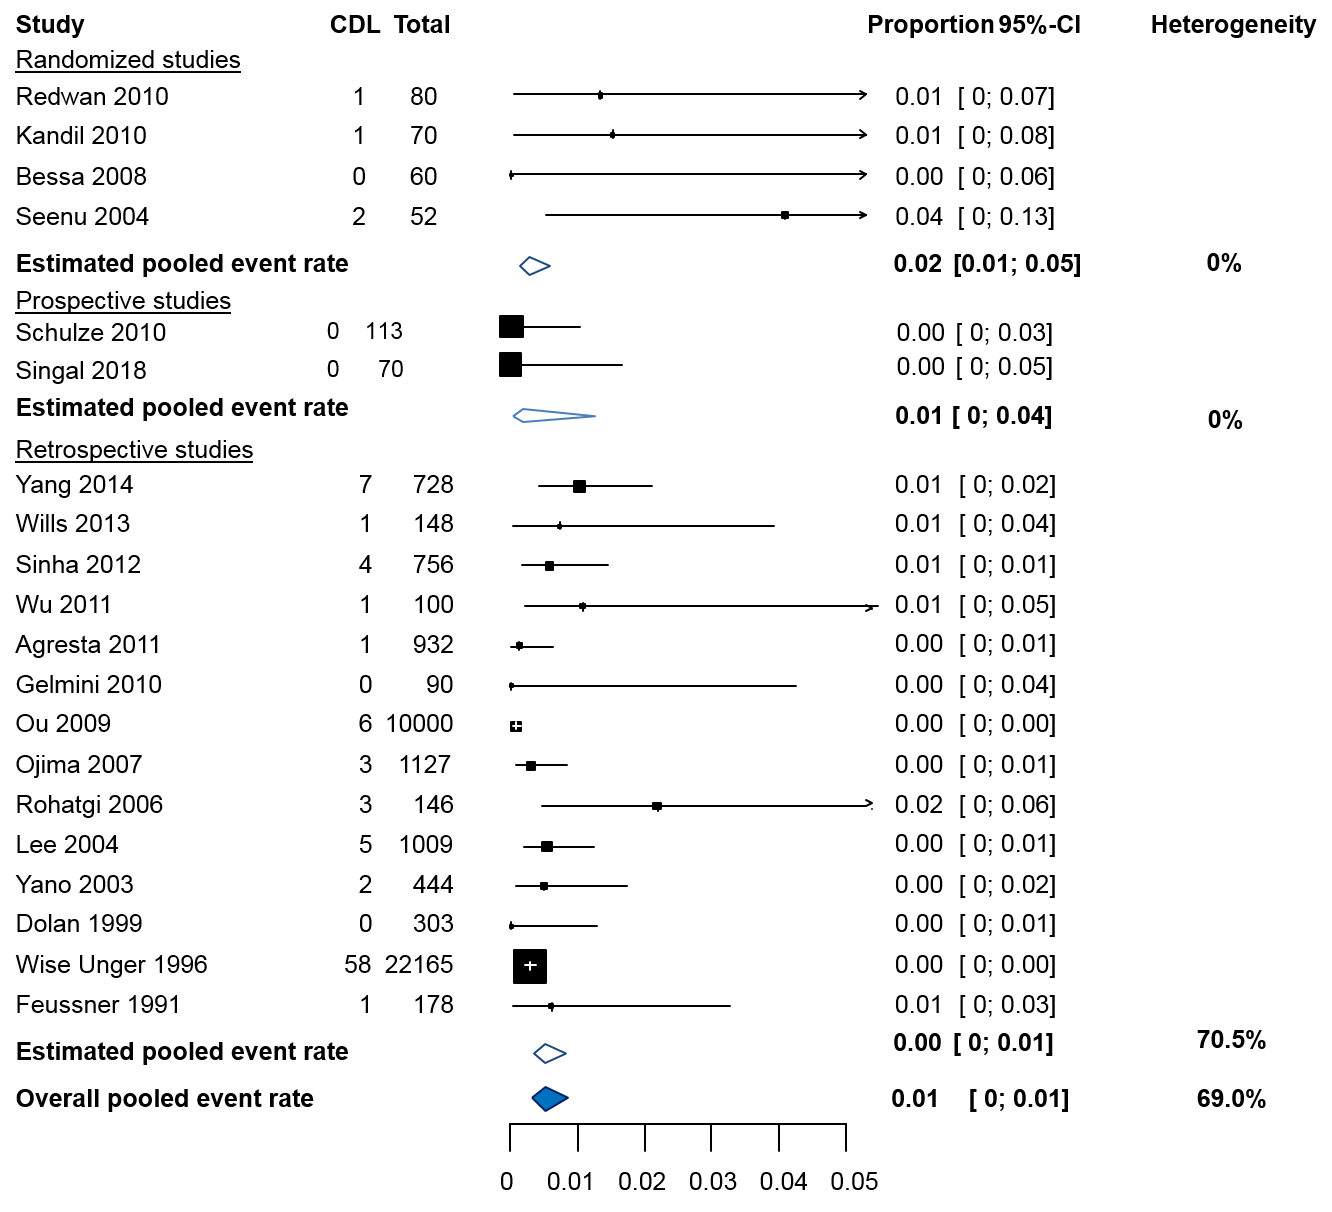 Study CDL Total Proportion 95%-CI Heterogeneity
Randomized studies
Redwan 2010 1 80 0.01 [ 0; 0.07]
Kandil 2010 1 70 0.01 [ 0; 0.08]
Bessa 2008 0 60 0.00 [ 0; 0.06]
Seenu 2004 2 52 0.04 [ 0; 0.13]
Estimated pooled event rate 0.02 [0.01; 0.05] 0%
Prospective studies
Schulze 2010 0 113 0.00 [ 0; 0.03]
Singal 2018 0 70 0.00 [ 0; 0.05]
Estimated pooled event rate 0.01 [ 0; 0.04] 0%
Retrospective studies
Yang 2014 7 728 0.01 [ 0; 0.02]
Wills 2013 1 148 0.01 [ 0; 0.04]
Sinha 2012 4 756 0.01 [ 0; 0.01]
Wu 2011 1 100 0.01 [ 0; 0.05]
Agresta 2011 1 932 0.00 [ 0; 0.01]
Gelmini 2010 0 90 0.00 [ 0; 0.04]
Ou 2009 6 10000 0.00 [ 0; 0.00]
Ojima 2007 3 1127 0.00 [ 0; 0.01]
Rohatgi 2006 3 146 0.02 [ 0; 0.06]
Lee 2004 5 1009 0.00 [ 0; 0.01]
Yano 2003 2 444 0.00 [ 0; 0.02]
Dolan 1999 0 303 0.00 [ 0; 0.01]
Wise Unger 1996 58 22165 0.00 [ 0; 0.00]
Feussner 1991 1 178 0.01 [ 0; 0.03]
Estimated pooled event rate 0.00 [ 0; 0.01] 70.5%
Overall pooled event rate 0.01 [ 0; 0.01] 69.0%
0 0.01 0.02 0.03 0.04 0.05